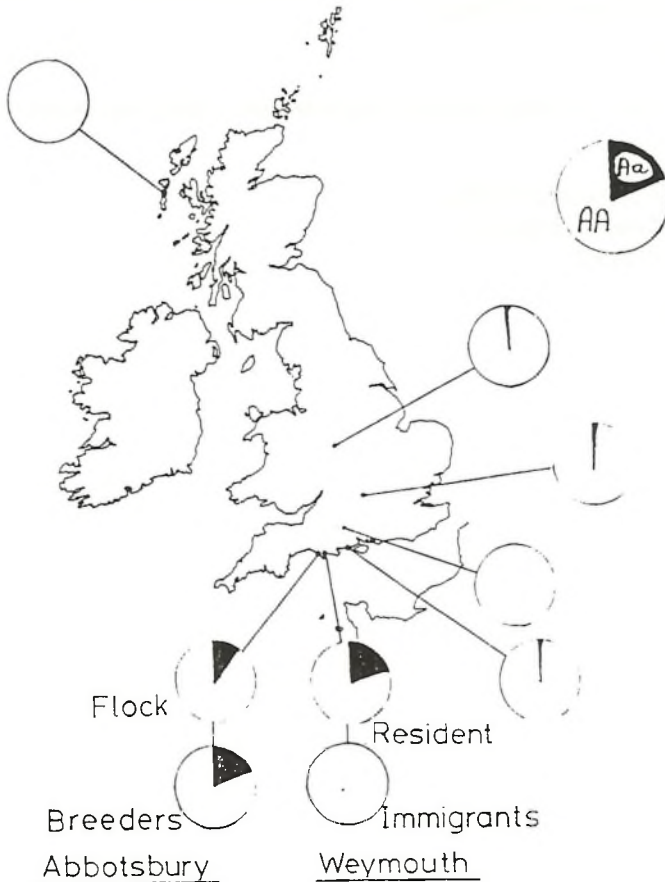 Aa
AA
Flock
Resident
Breeders
Immigrants
Abbotsbury
Weymouth